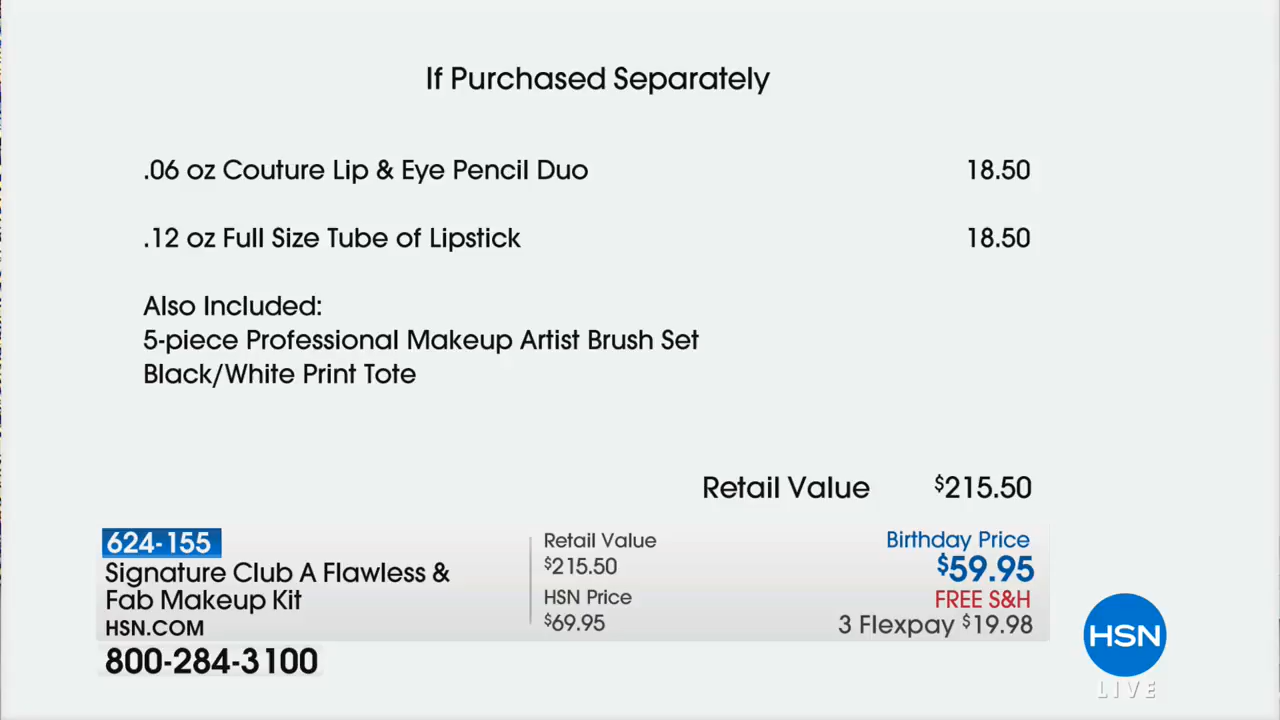 If Purchased Separately
.06 oz Couture Lip & Eye Pencil Duo 18.50
.12 oz Full Size Tube of Lipstick 18.50
Also Included:
5-piece Professional Makeup Artist Brush Set
Black/White Print Tote
Retail Value $215.50
624-155
Signature Club A Flawless &
Fab Makeup Kit
HSN.COM
800-284-3100
Retail Value
$215.50
HSN Price
$69.95
Birthday Price
$59.95
FREE S&H
3 Flexpay $19.98
HSN
LIVE